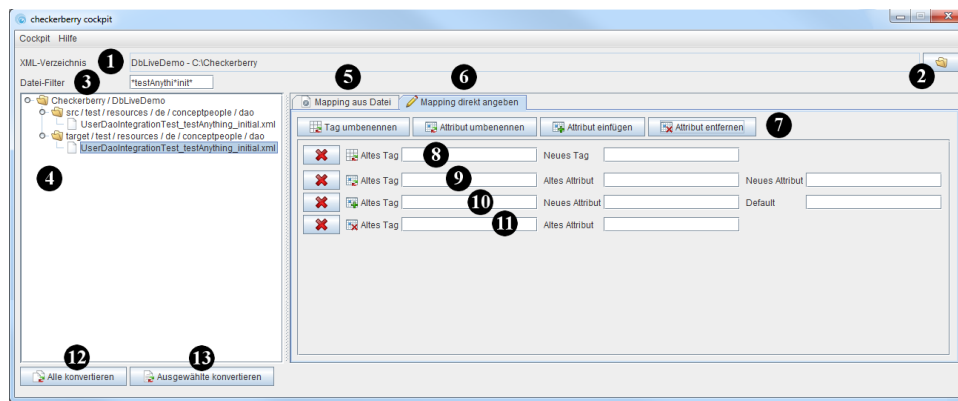 checkerberry cockpit
Cockpit Hilfe
XML-Verzeichnis 1 DbLiveDemo - C:\Checkerberry 2
Datei-Filter 3 *testAnythi*init* 5 6
Checkerberry / DbLiveDemo
src / test / resources / de / conceptpeople / dao
UserDaoIntegrationTest_testAnything_initial.xml
target / test / resources / de / conceptpeople / dao
UserDaoIntegrationTest_testAnything_initial.xml
4
Mapping aus Datei Mapping direkt angeben
Tag umbenennen Attribut umbenennen Attribut einfügen Attribut entfernen 7
Altes Tag 8 Neues Tag
Altes Tag 9 Altes Attribut Neues Attribut
Altes Tag 10 Neues Attribut Default
Altes Tag 11 Altes Attribut
12 13
Alle konvertieren Ausgewählte konvertieren